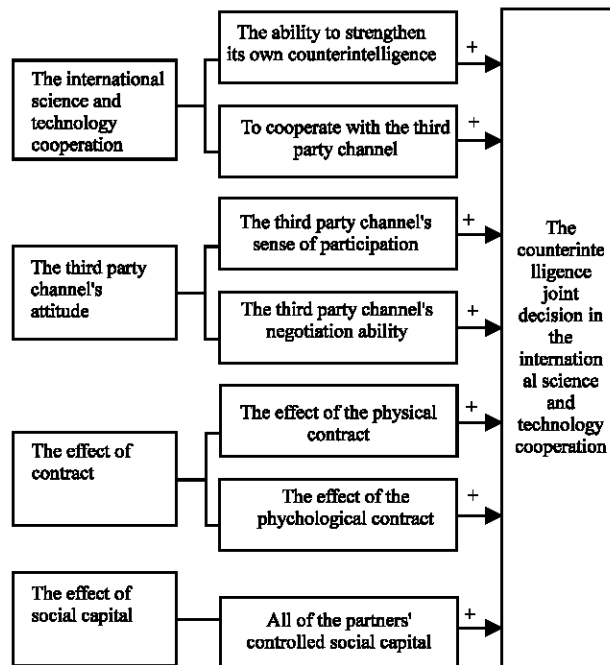 The international
science and
technology
cooperation
The ability to strengthen
its own counterintelligence
+
To cooperate with the third
party channel
+
The third party
channel's
attitude
The third party channel's
sense of participation
+
The third party channel's
negotiation ability
+
The effect of
contract
The effect of the physical
contract
+
The effect of the
phychological contract
+
The effect of
social capital
All of the partners'
controlled social capital
+
The
counterinte
lligence
joint
decision in
the
internation
al science
and
technology
cooperation